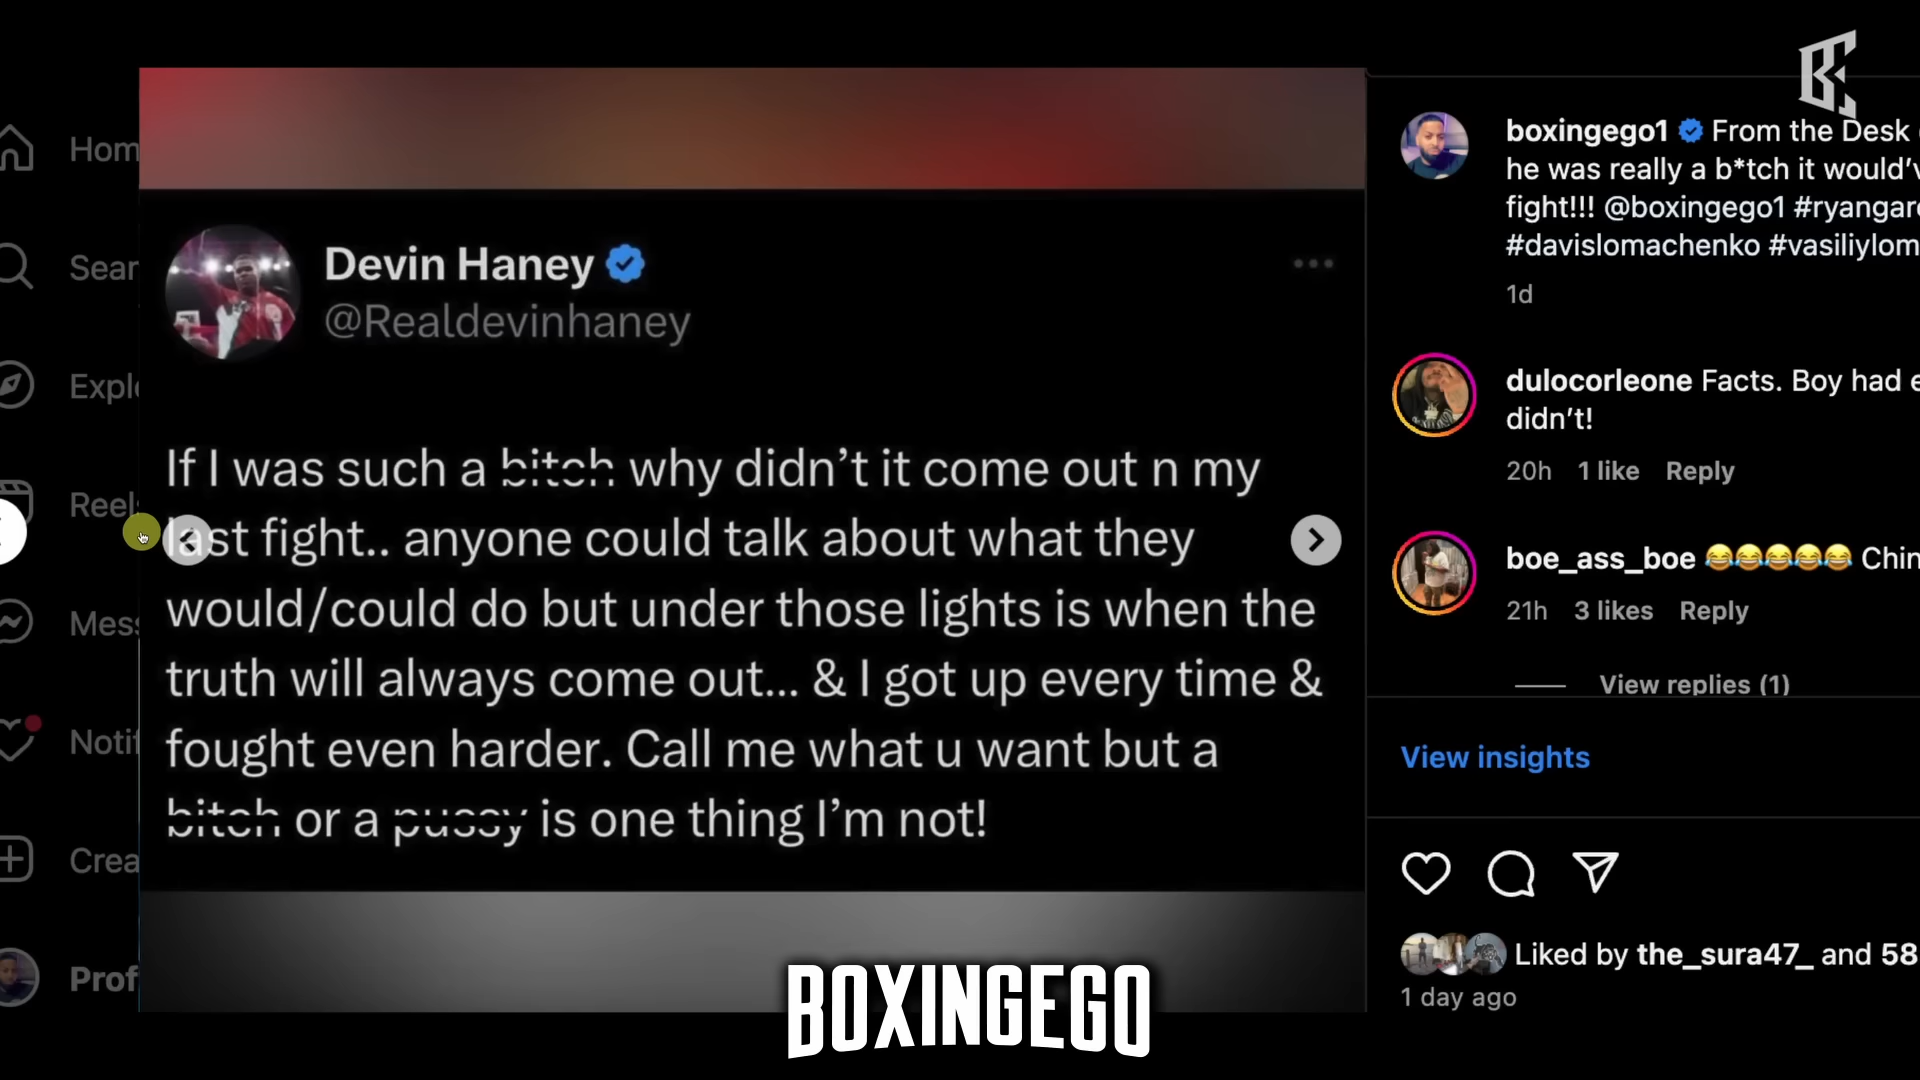 Hom
Sear
Expl
Reel
Mess
Notif
Crea
Prof
Devin Haney
@Realdevinhaney
If I was such a bitch why didn't it come out n my
last fight.. anyone could talk about what they
would/could do but under those lights is when the
truth will always come out... & I got up every time &
fought even harder. Call me what u want but a
bitch or a pussy is one thing I'm not!
BOXINGEGO
boxingego1 From the Desk
he was really a b*tch it would'v
fight!!! @boxingego1 #ryangar
#davislomachenko #vasiliylom
1d
dulocorleone Facts. Boy had e
didn't!
20h 1 like Reply
boe_ass_boe 😂😂😂😂😂 Chin
21h 3 likes Reply
View replies (1)
View insights
Liked by the_sura47_ and 58
1 day ago